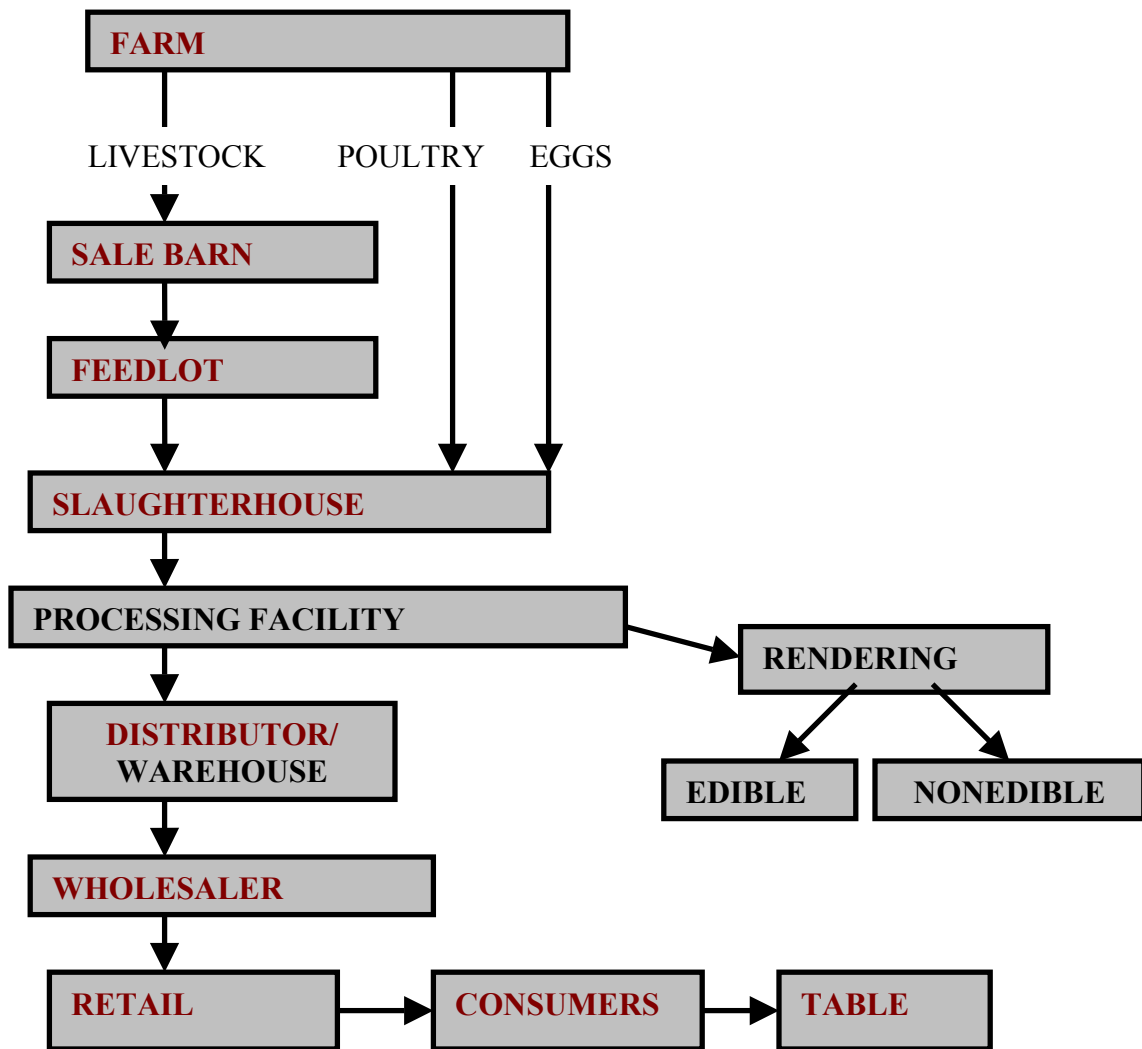 FARM
LIVESTOCK
POULTRY
EGGS
SALE BARN
FEEDLOT
SLAUGHTERHOUSE
PROCESSING FACILITY
RENDERING
DISTRIBUTOR/
WAREHOUSE
EDIBLE
NONEDIBLE
WHOLESALER
RETAIL
CONSUMERS
TABLE